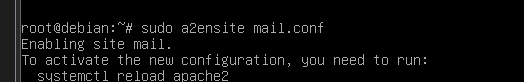 root@debian:~# sudo a2ensite mail.conf
Enabling site mail.
To activate the new configuration, you need to run:
systemctl reload apache2